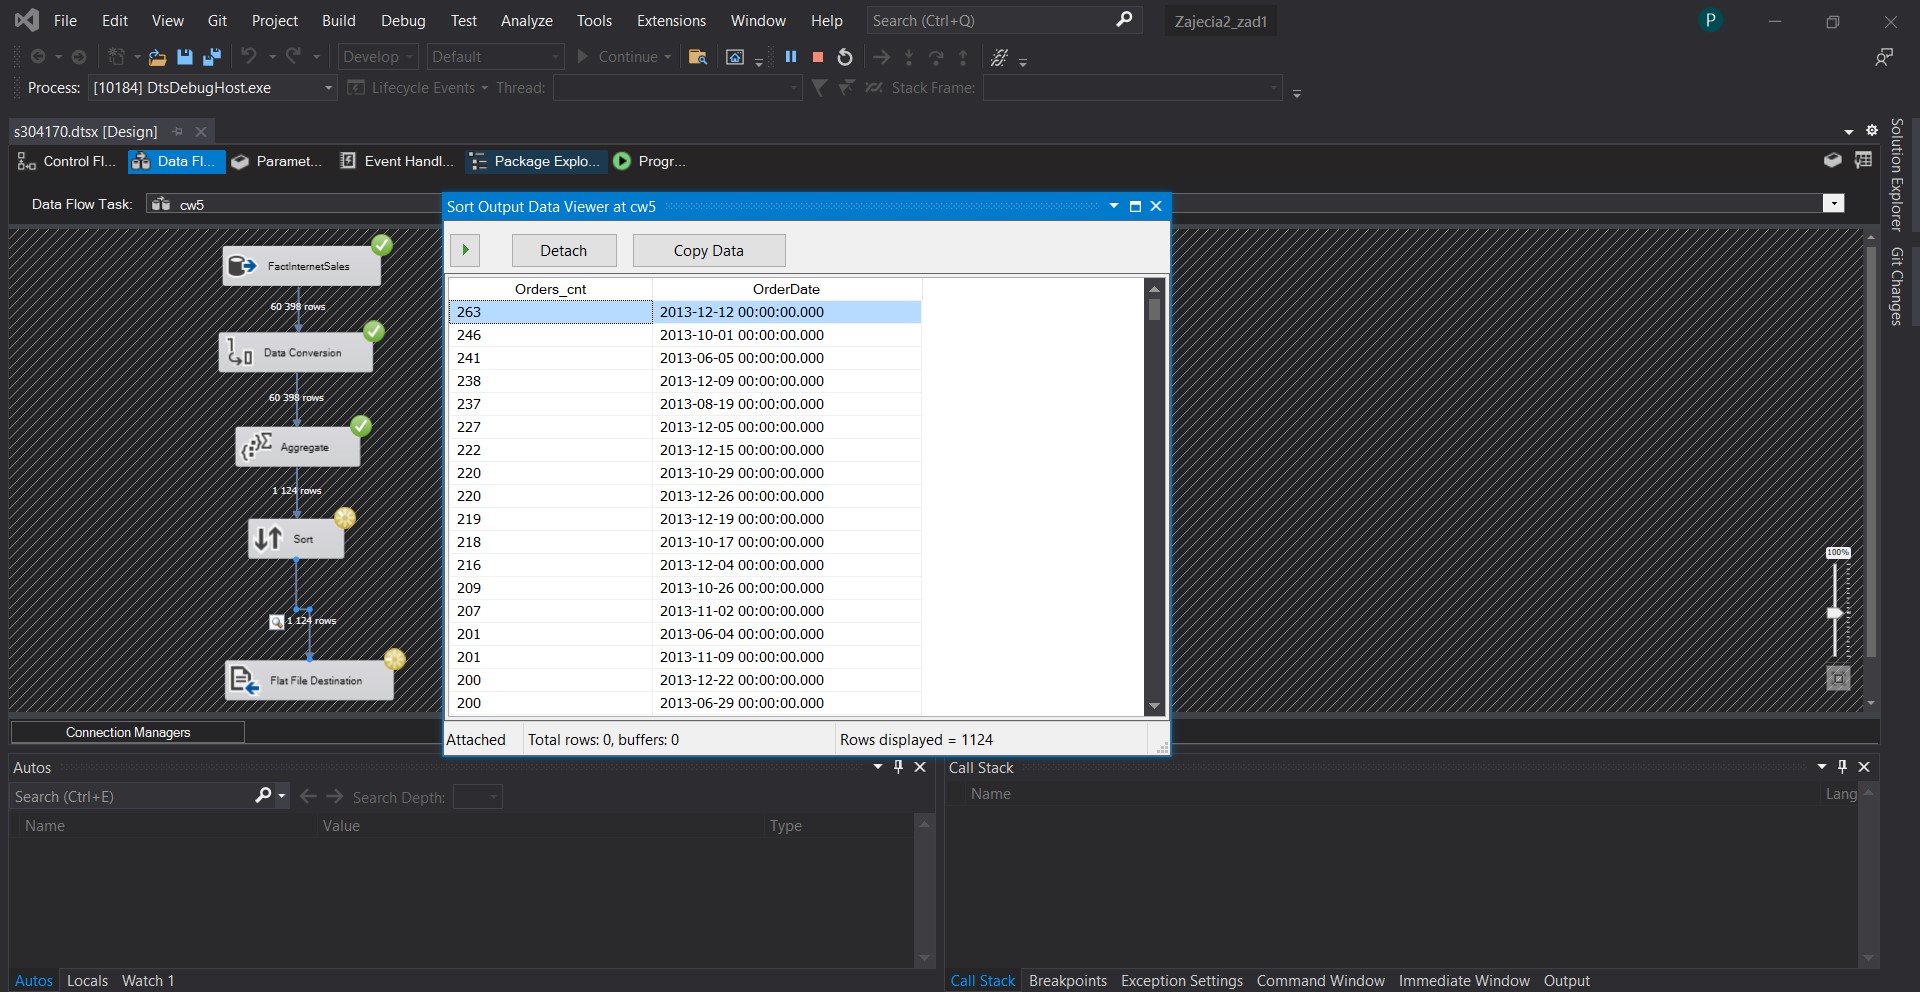 File Edit View Git Project Build Debug Test Analyze Tools Extensions Window Help Search (Ctrl+Q) Zajecia2_zad1 P
Develop Default Continue
Process: [10184] DtsDebugHost.exe Lifecycle Events Thread: Stack Frame:
s304170.dtsx [Design]
Control Fl... Data Fl... Paramet... Event Handl... Package Explo... Progr...
Data Flow Task: cw5
Sort Output Data Viewer at cw5
Detach Copy Data
Orders_cnt OrderDate
263 2013-12-12 00:00:00.000
246 2013-10-01 00:00:00.000
241 2013-06-05 00:00:00.000
238 2013-12-09 00:00:00.000
237 2013-08-19 00:00:00.000
227 2013-12-05 00:00:00.000
222 2013-12-15 00:00:00.000
220 2013-10-29 00:00:00.000
220 2013-12-26 00:00:00.000
219 2013-12-19 00:00:00.000
218 2013-10-17 00:00:00.000
216 2013-12-04 00:00:00.000
209 2013-10-26 00:00:00.000
207 2013-11-02 00:00:00.000
201 2013-06-04 00:00:00.000
201 2013-11-09 00:00:00.000
200 2013-12-22 00:00:00.000
200 2013-06-29 00:00:00.000
Attached Total rows: 0, buffers: 0 Rows displayed = 1124
FactInternetSales
60 398 rows
Data Conversion
60 398 rows
Aggregate
1 124 rows
Sort
1 124 rows
Flat File Destination
100%
Solution Explorer
Git Changes
Connection Managers
Autos
Search (Ctrl+E) Search Depth:
Name Value Type
Autos Locals Watch 1
Call Stack
Name Lang
Call Stack Breakpoints Exception Settings Command Window Immediate Window Output